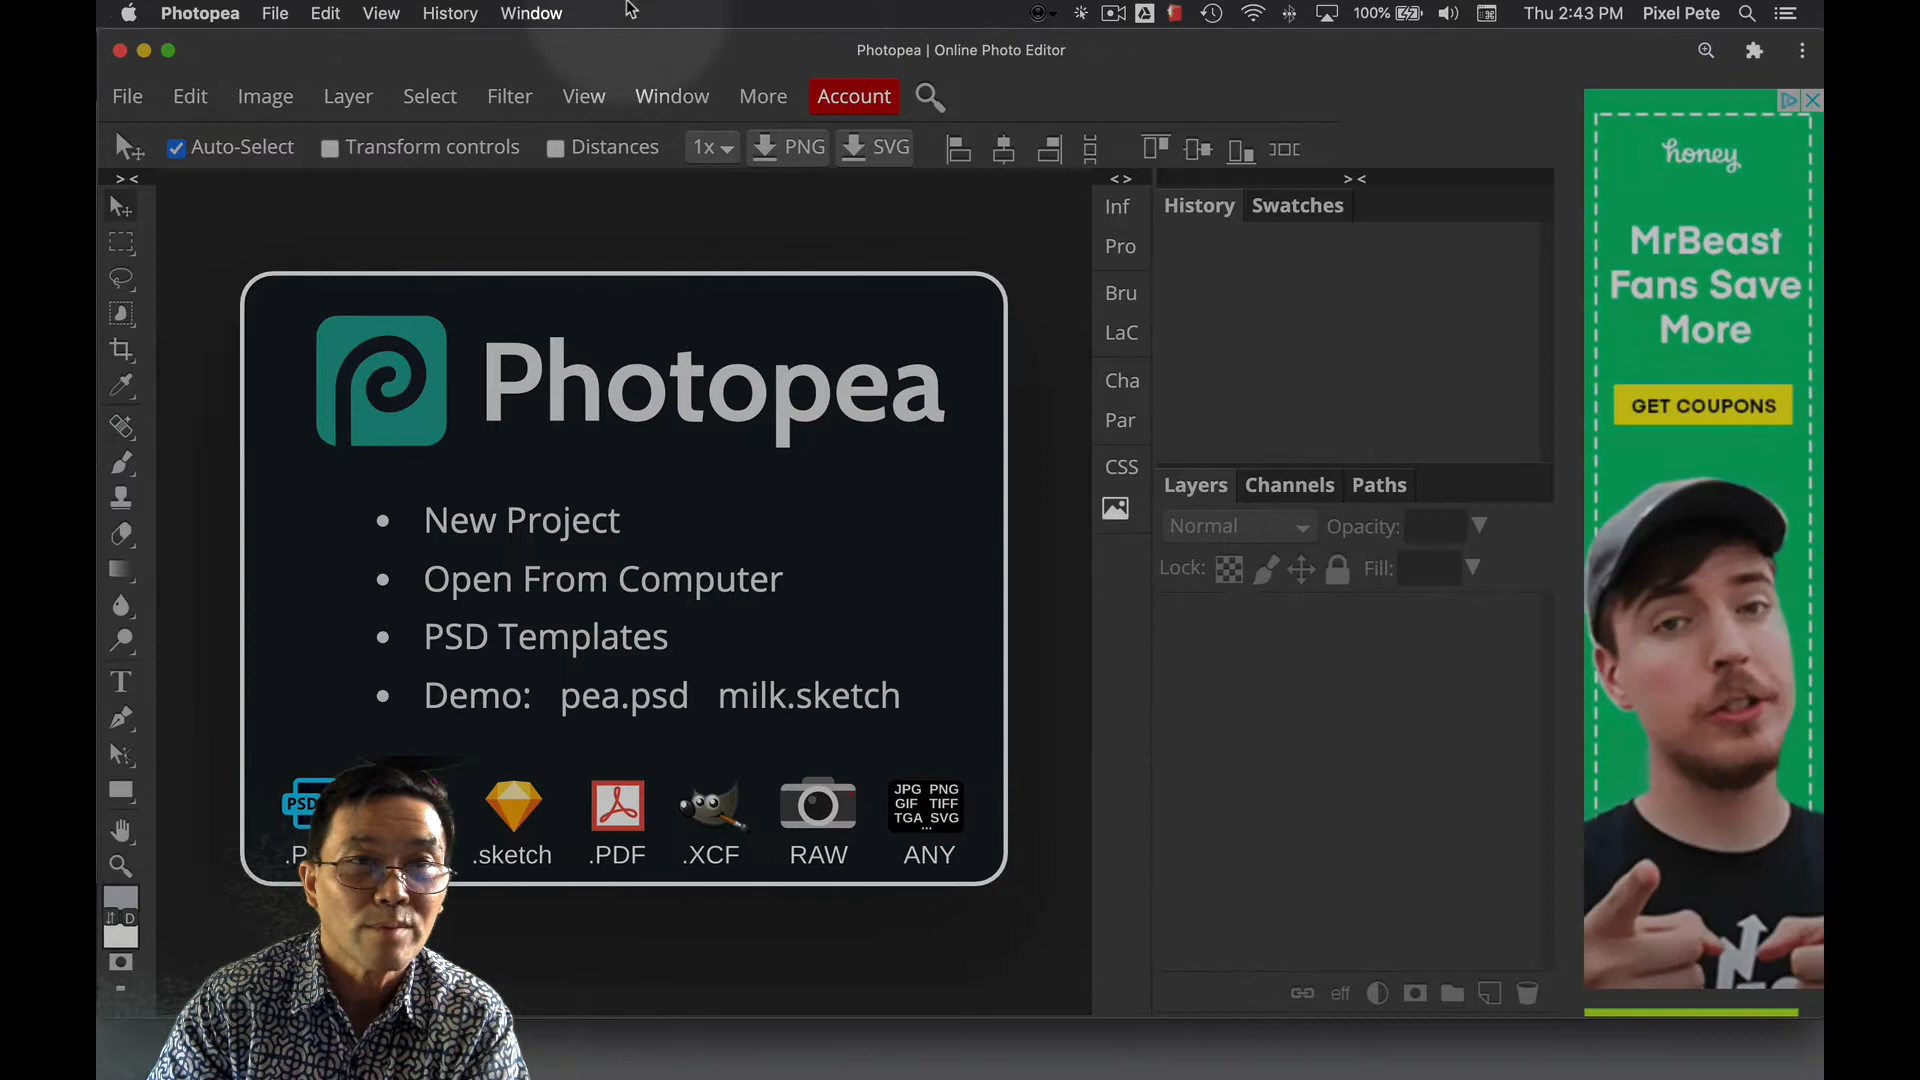 Photopea File Edit View History Window
100% Thu 2:43 PM Pixel Pete
Photopea | Online Photo Editor
File Edit Image Layer Select Filter View Window More Account
Auto-Select Transform controls Distances 1x PNG SVG
> <
< >
> <
Inf
Pro
Bru
LaC
Cha
Par
CSS
History Swatches
Layers Channels Paths
Normal Opacity:
Lock: Fill:
eff
Photopea
• New Project
• Open From Computer
• PSD Templates
• Demo: pea.psd milk.sketch
PSD
JPG PNG
GIF TIFF
TGA SVG
...
.sketch .PDF .XCF RAW ANY
T
D
honey
MrBeast
Fans Save
More
GET COUPONS